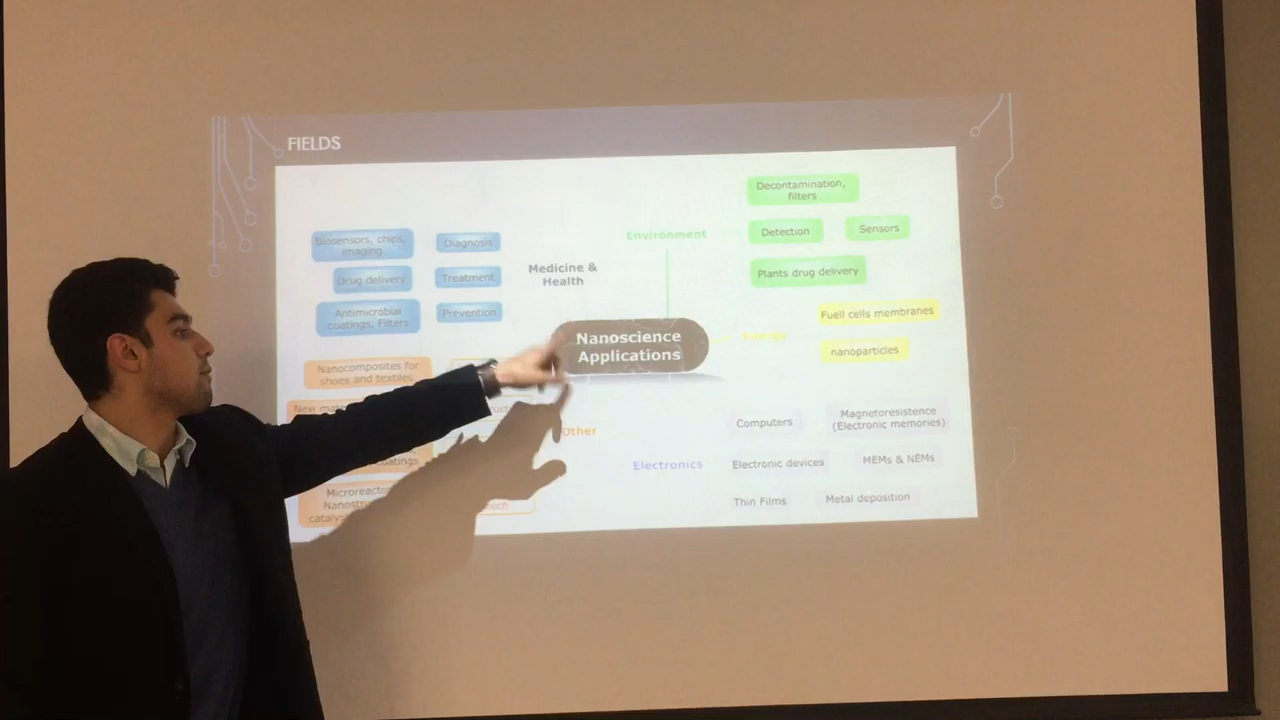 FIELDS
Biosensors, chips,
imaging
Diagnosis
Drug delivery
Treatment
Antimicrobial
coatings, Filters
Prevention
Medicine &
Health
Environment
Decontamination,
filters
Detection
Sensors
Plants drug delivery
Nanoscience
Applications
Energy
Fuell cells membranes
nanoparticles
Nanocomposites for
shoes and textiles
New
coatings
Other
Electronics
Computers
Magnetoresistence
(Electronic memories)
Electronic devices
MEMs & NEMs
Thin Films
Metal deposition